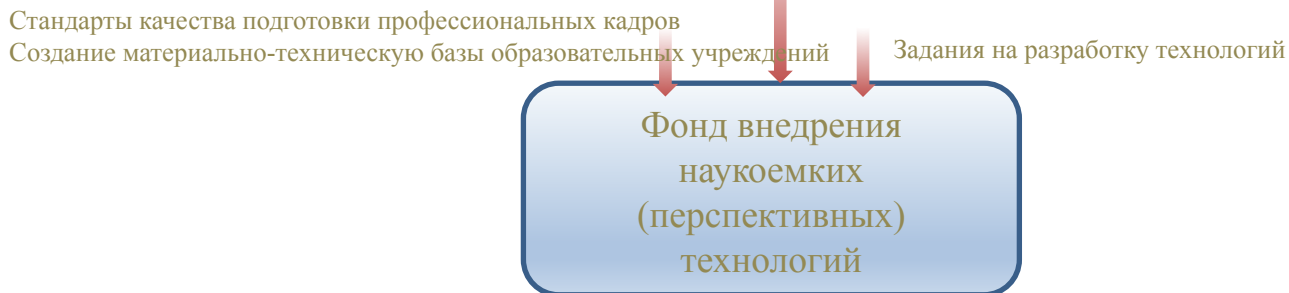 Стандарты качества подготовки профессиональных кадров
Создание материально-техническую базы образовательных учреждений
Задания на разработку технологий
Фонд внедрения
наукоемких
(перспективных)
технологий